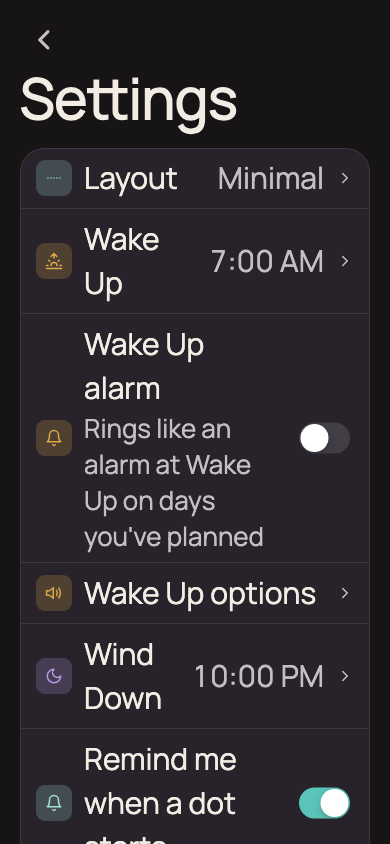 Settings
Layout Minimal
Wake
Up
7:00 AM
Wake Up
alarm
Rings like an
alarm at Wake
Up on days
you've planned
Wake Up options
Wind
Down
10:00 PM
Remind me
when a dot
starts